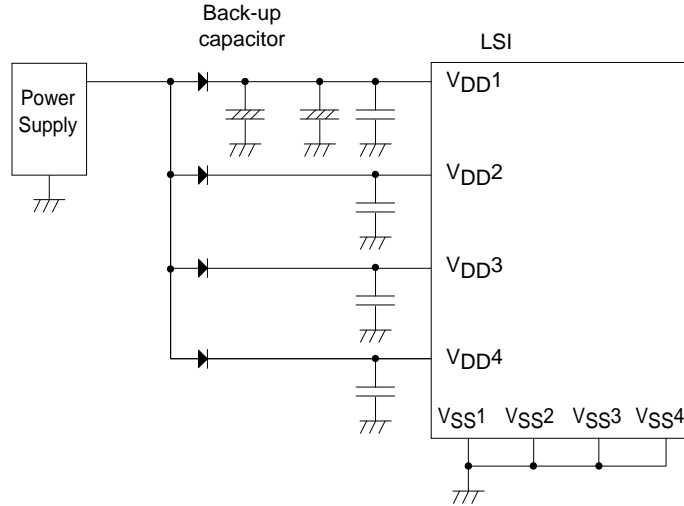 Back-up
capacitor
LSI
Power
Supply
VDD1
VDD2
VDD3
VDD4
VSS1 VSS2 VSS3 VSS4